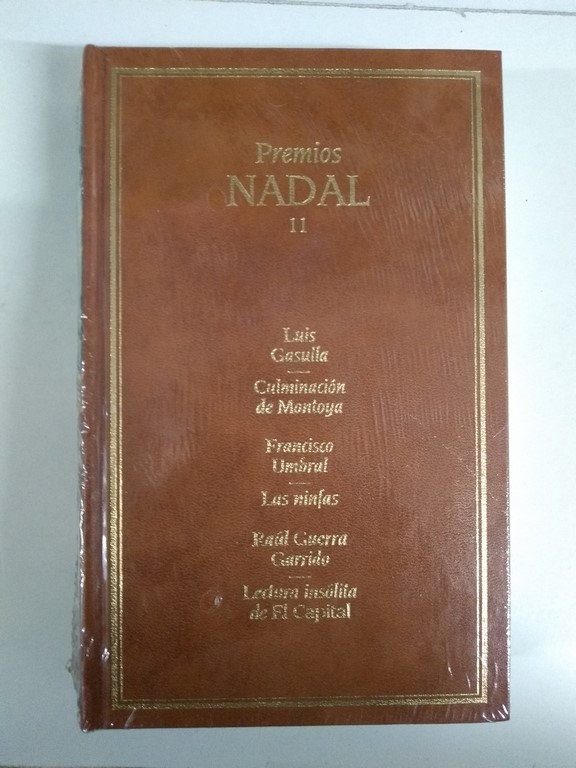 Premios
NADAL
11
Luis
Gasulla
Culminación
de Montoya
Francisco
Umbral
Las ninfas
Raúl Guerra
Garrido
Lectura insólita
de El Capital